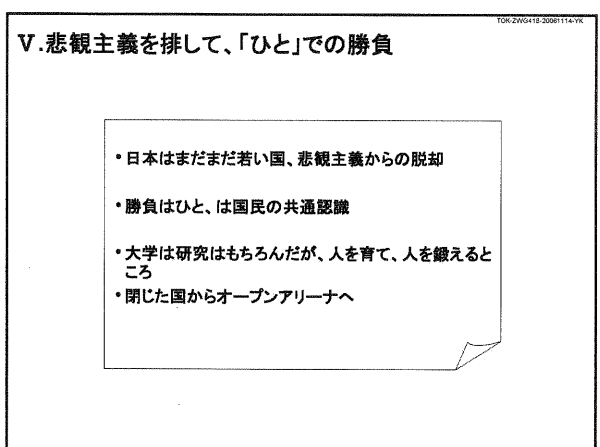 TOK-ZWG418-20061114-YK
Ⅴ.悲観主義を排して、「ひと」での勝負
・日本はまだまだ若い国、悲観主義からの脱却
・勝負はひと、は国民の共通認識
・大学は研究はもちろんだが、人を育て、人を鍛えると
ころ
・閉じた国からオープンアリーナへ